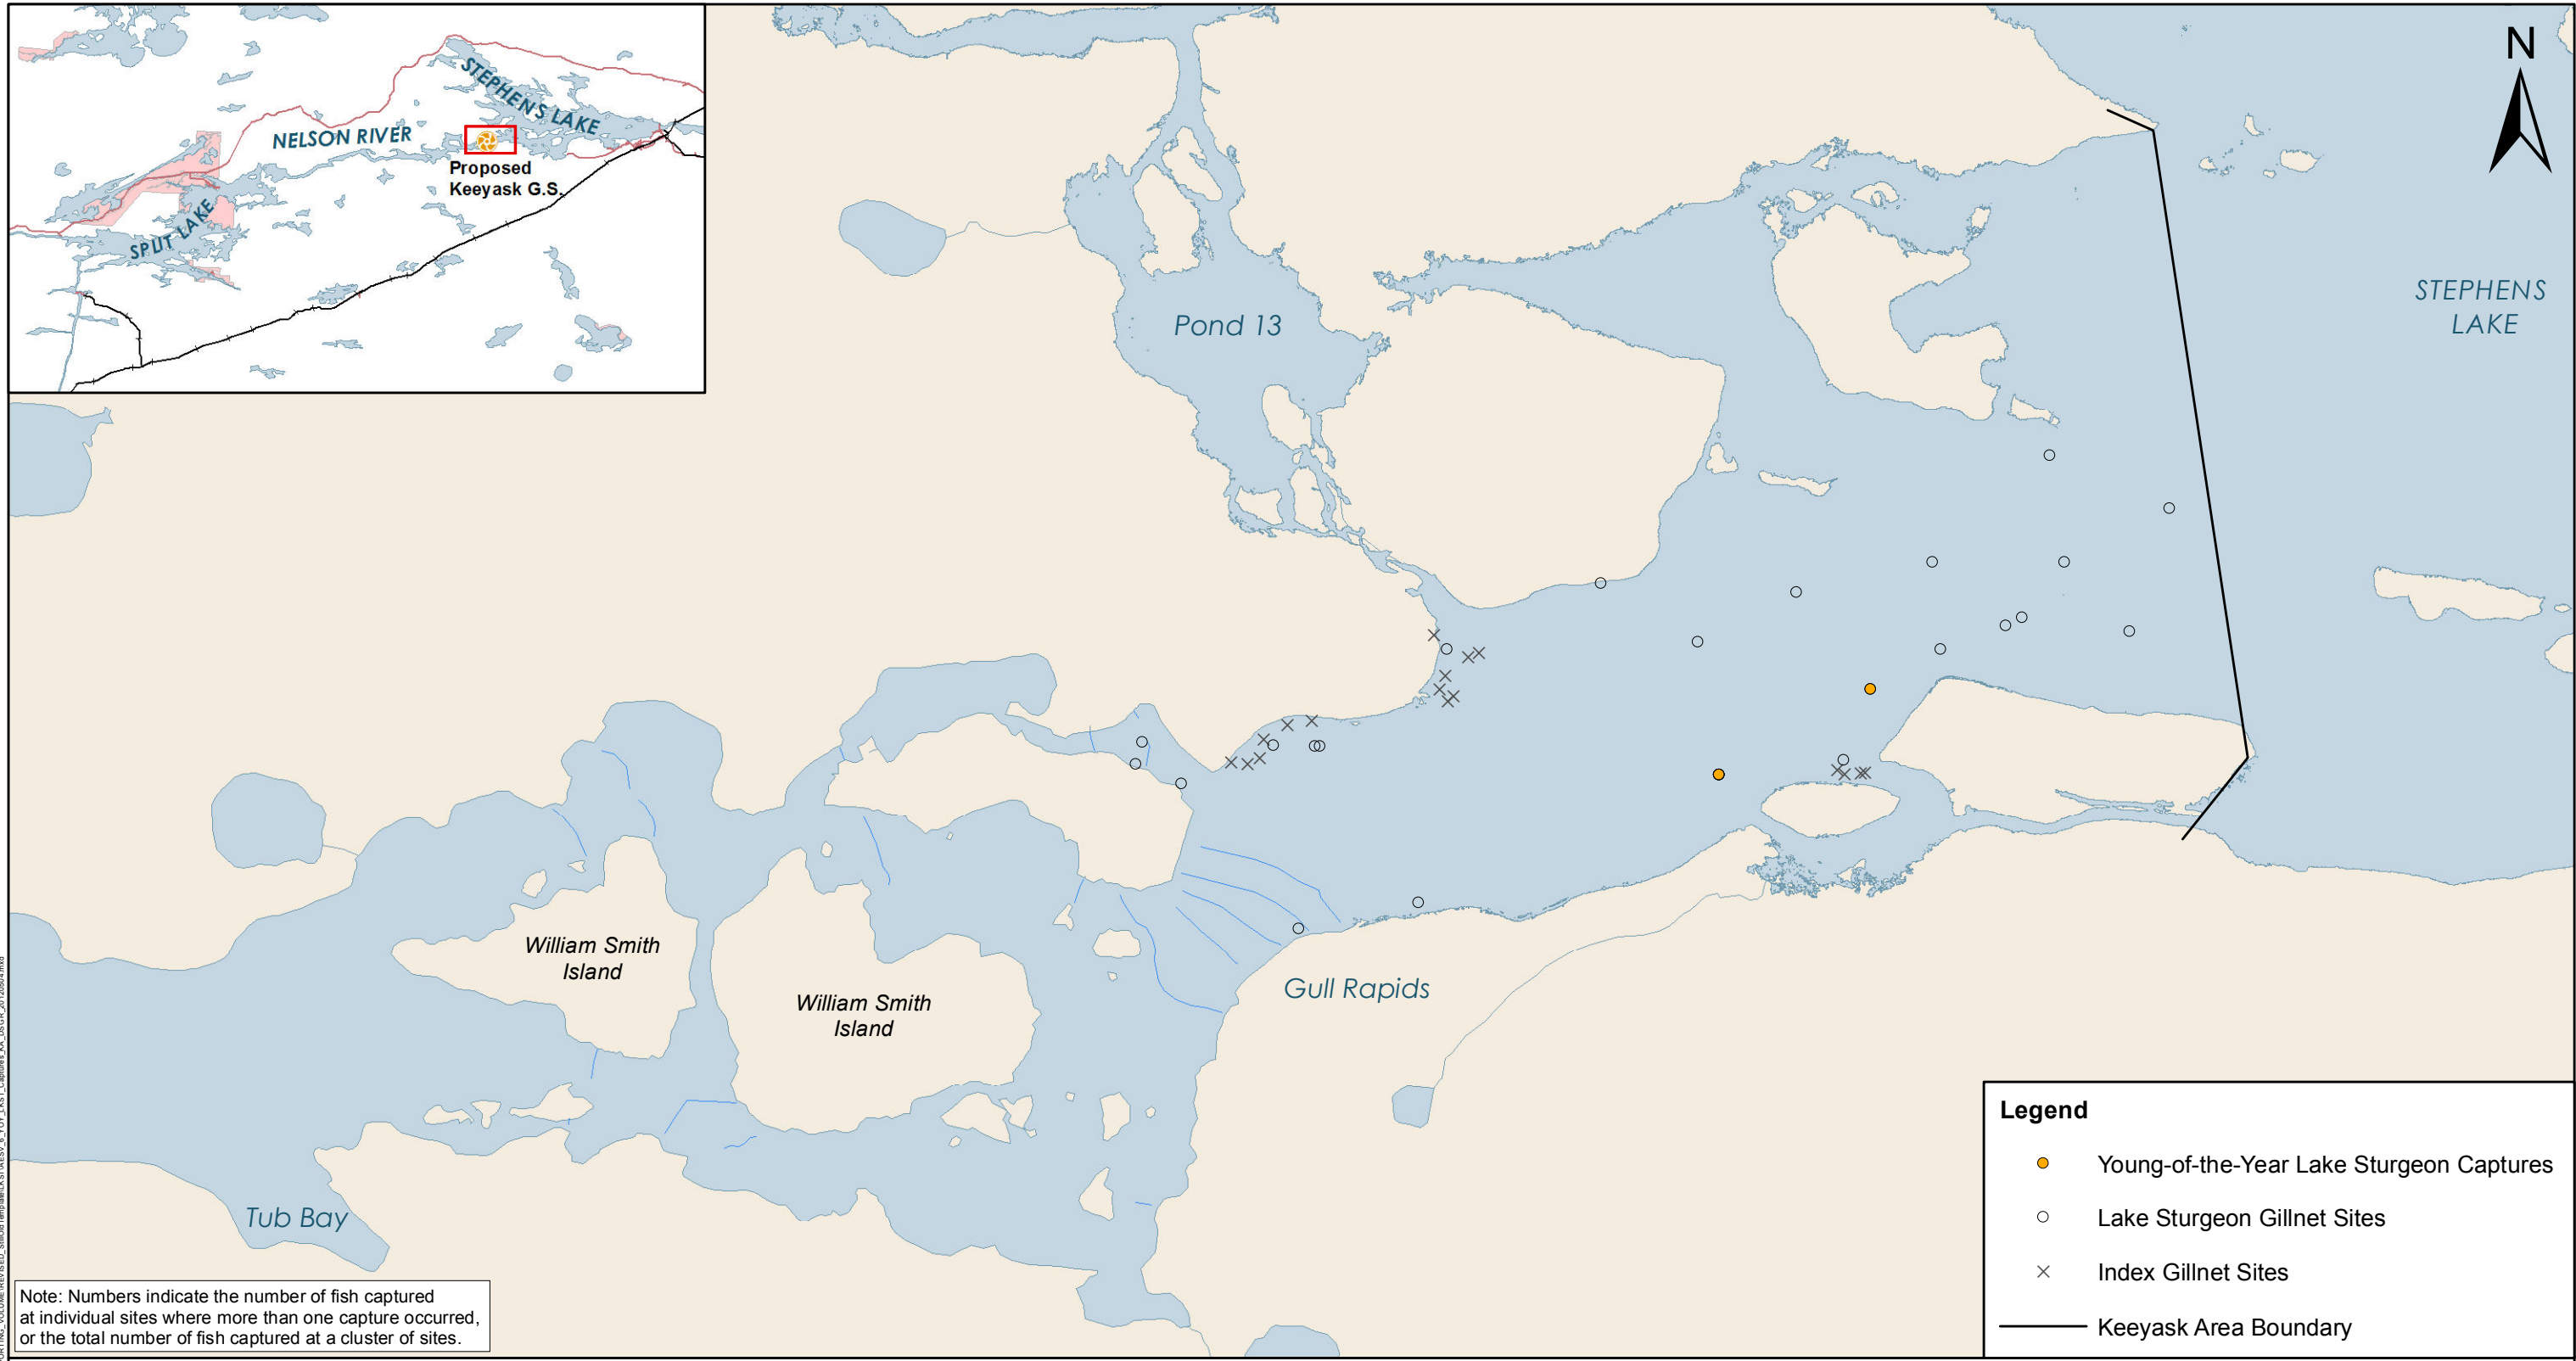 STEPHENS LAKE
NELSON RIVER
Proposed
Keeyask G.S.
SPLIT LAKE
N
STEPHENS
LAKE
Pond 13
William Smith
Island
William Smith
Island
Gull Rapids
Tub Bay
Legend
Young-of-the-Year Lake Sturgeon Captures
Lake Sturgeon Gillnet Sites
Index Gillnet Sites
Keeyask Area Boundary
Note: Numbers indicate the number of fish captured
at individual sites where more than one capture occurred,
or the total number of fish captured at a cluster of sites.